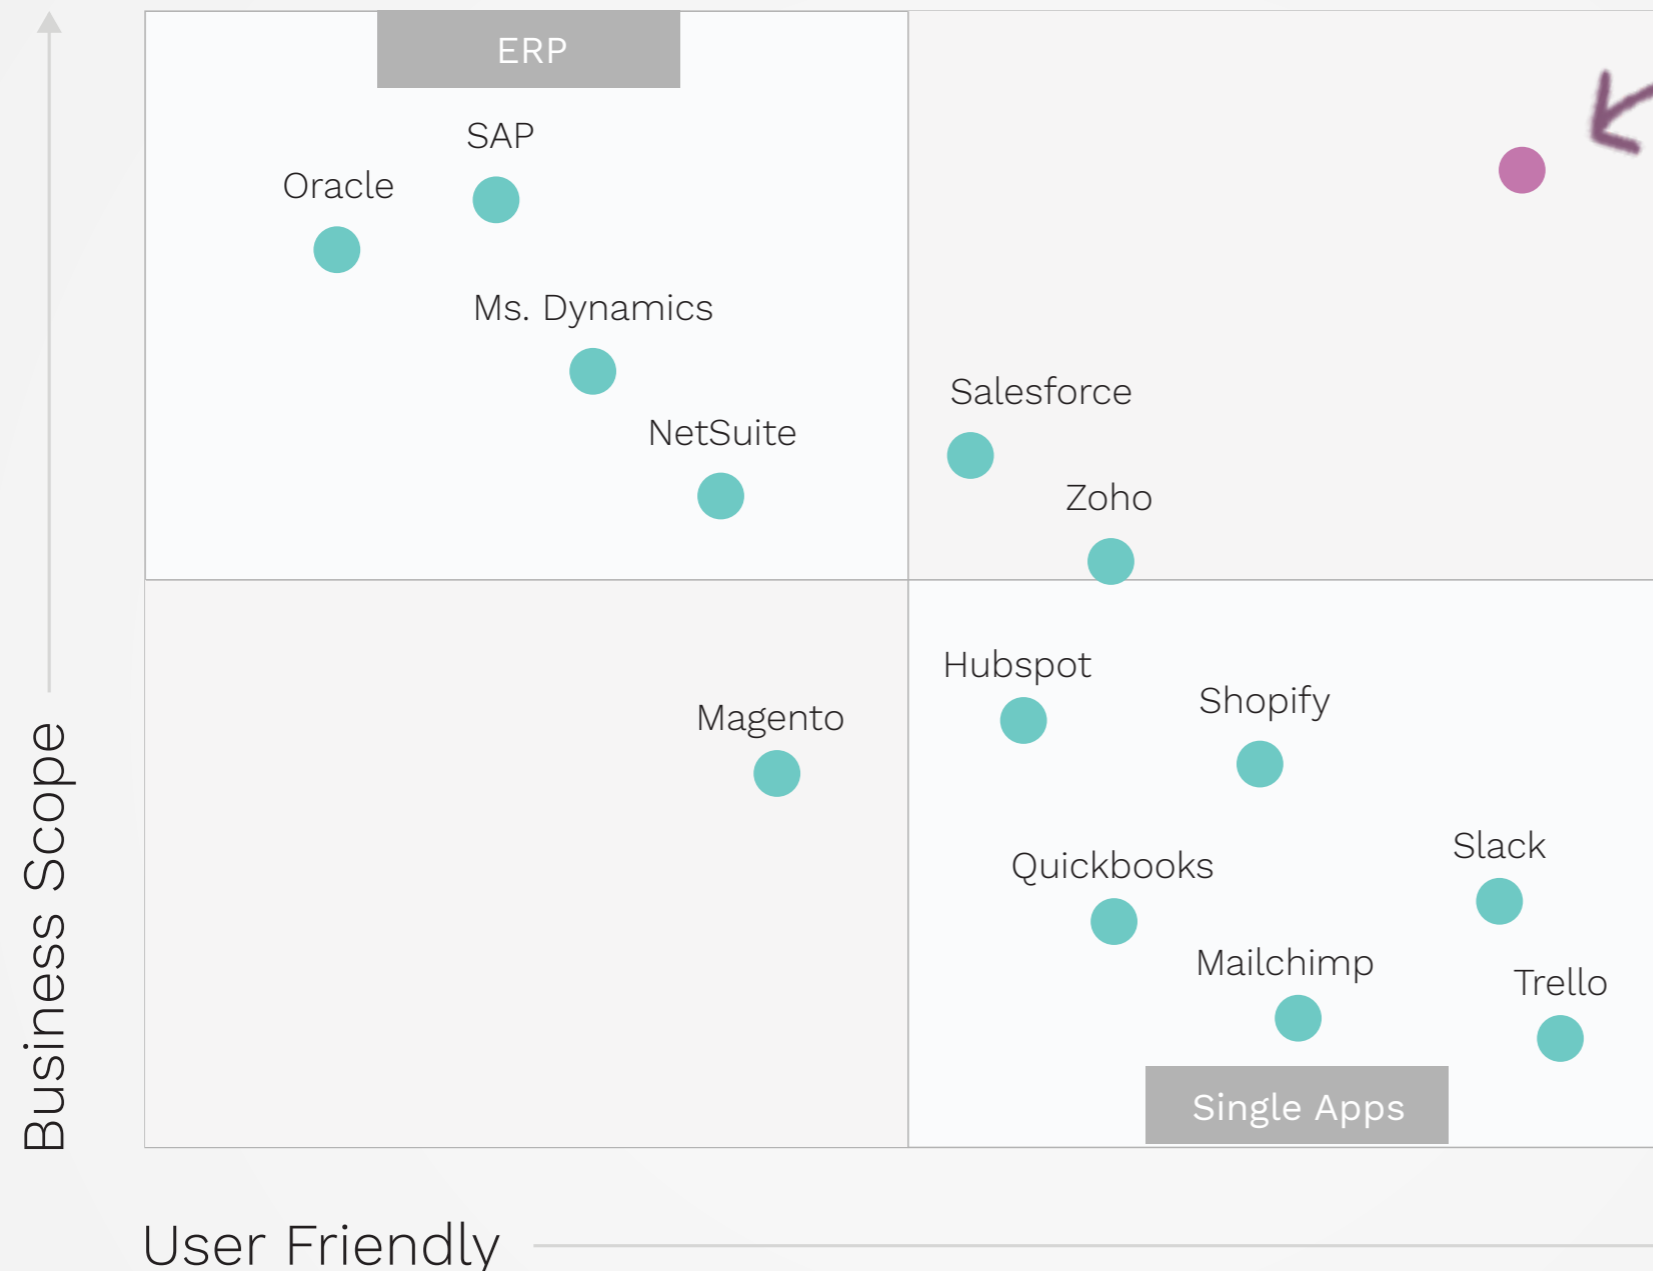 ERP
SAP
Oracle
Ms. Dynamics
NetSuite
Salesforce
Zoho
Hubspot
Shopify
Magento
Slack
Quickbooks
Mailchimp
Trello
Single Apps
Business Scope
User Friendly